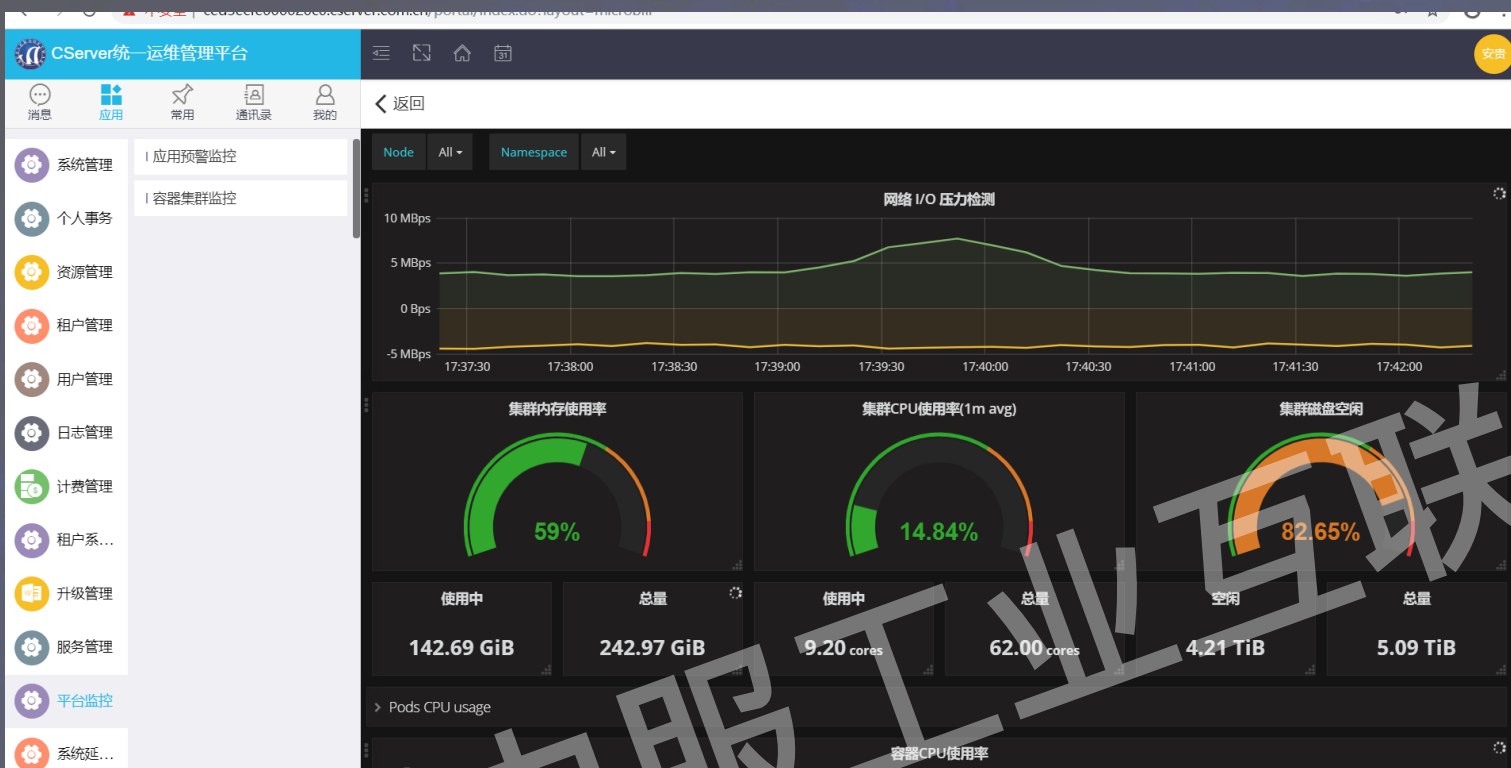 不安全
CServer统一运维管理平台
31
安贵
消息
应用
常用
通讯录
我的
返回
系统管理
个人事务
资源管理
租户管理
用户管理
日志管理
计费管理
租户系...
升级管理
服务管理
平台监控
系统延...
应用预警监控
容器集群监控
Node All
Namespace All
网络 I/O 压力检测
10 MBps
5 MBps
0 Bps
-5 MBps
17:37:30 17:38:00 17:38:30 17:39:00 17:39:30 17:40:00 17:40:30 17:41:00 17:41:30 17:42:00
集群内存使用率
59%
集群CPU使用率(1m avg)
14.84%
集群磁盘空闲
82.65%
使用中
142.69 GiB
总量
242.97 GiB
使用中
9.20 cores
总量
62.00 cores
空闲
4.21 TiB
总量
5.09 TiB
Pods CPU usage
容器CPU使用率
服工业互联